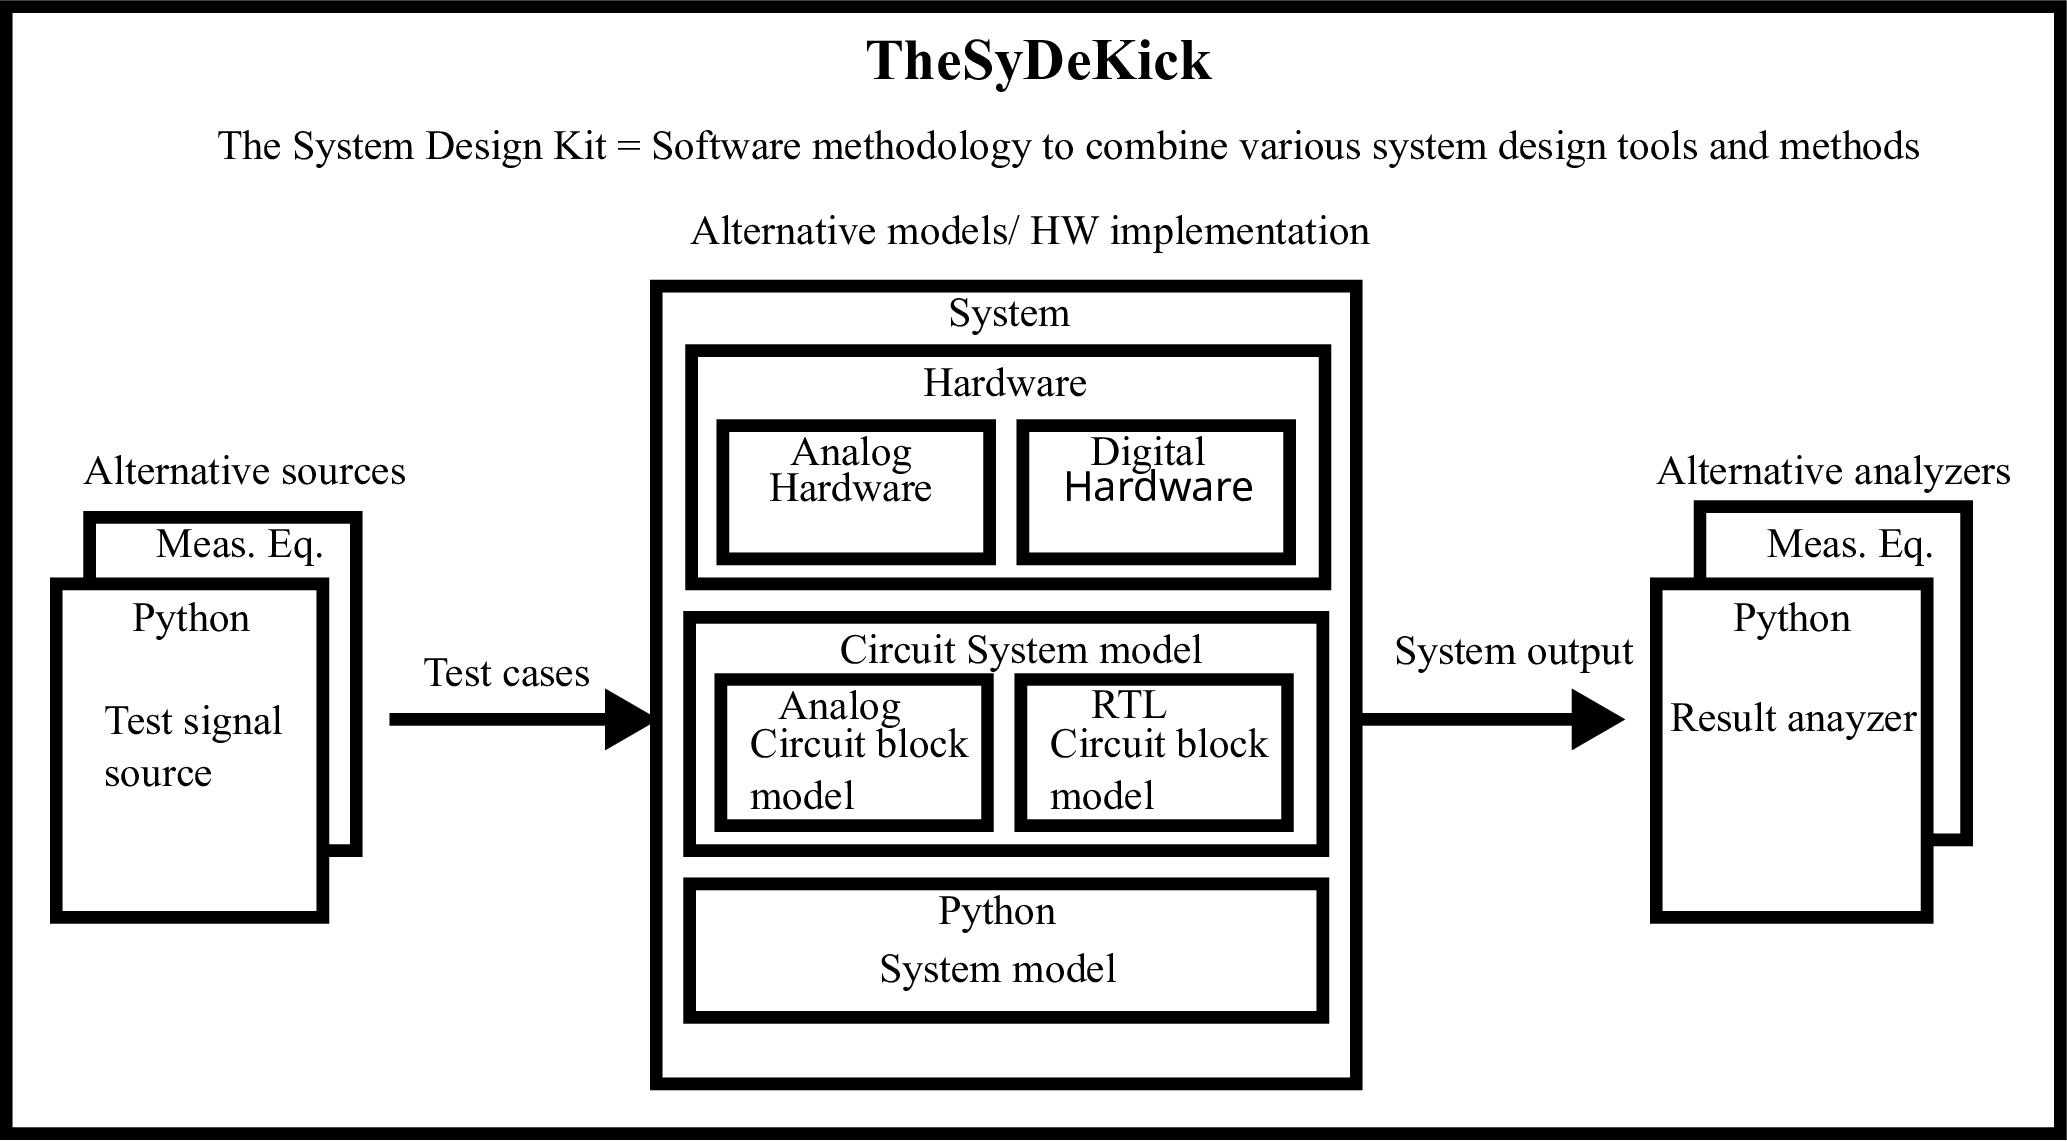 TheSyDeKick
The System Design Kit = Software methodology to combine various system design tools and methods
Alternative models/ HW implementation
Alternative sources
Meas. Eq.
Python
Test signal
source
Test cases
System
Hardware
Analog
Hardware
Digital
Hardware
Circuit System model
Analog
Circuit block
model
RTL
Circuit block
model
Python
System model
System output
Alternative analyzers
Meas. Eq.
Python
Result anayzer